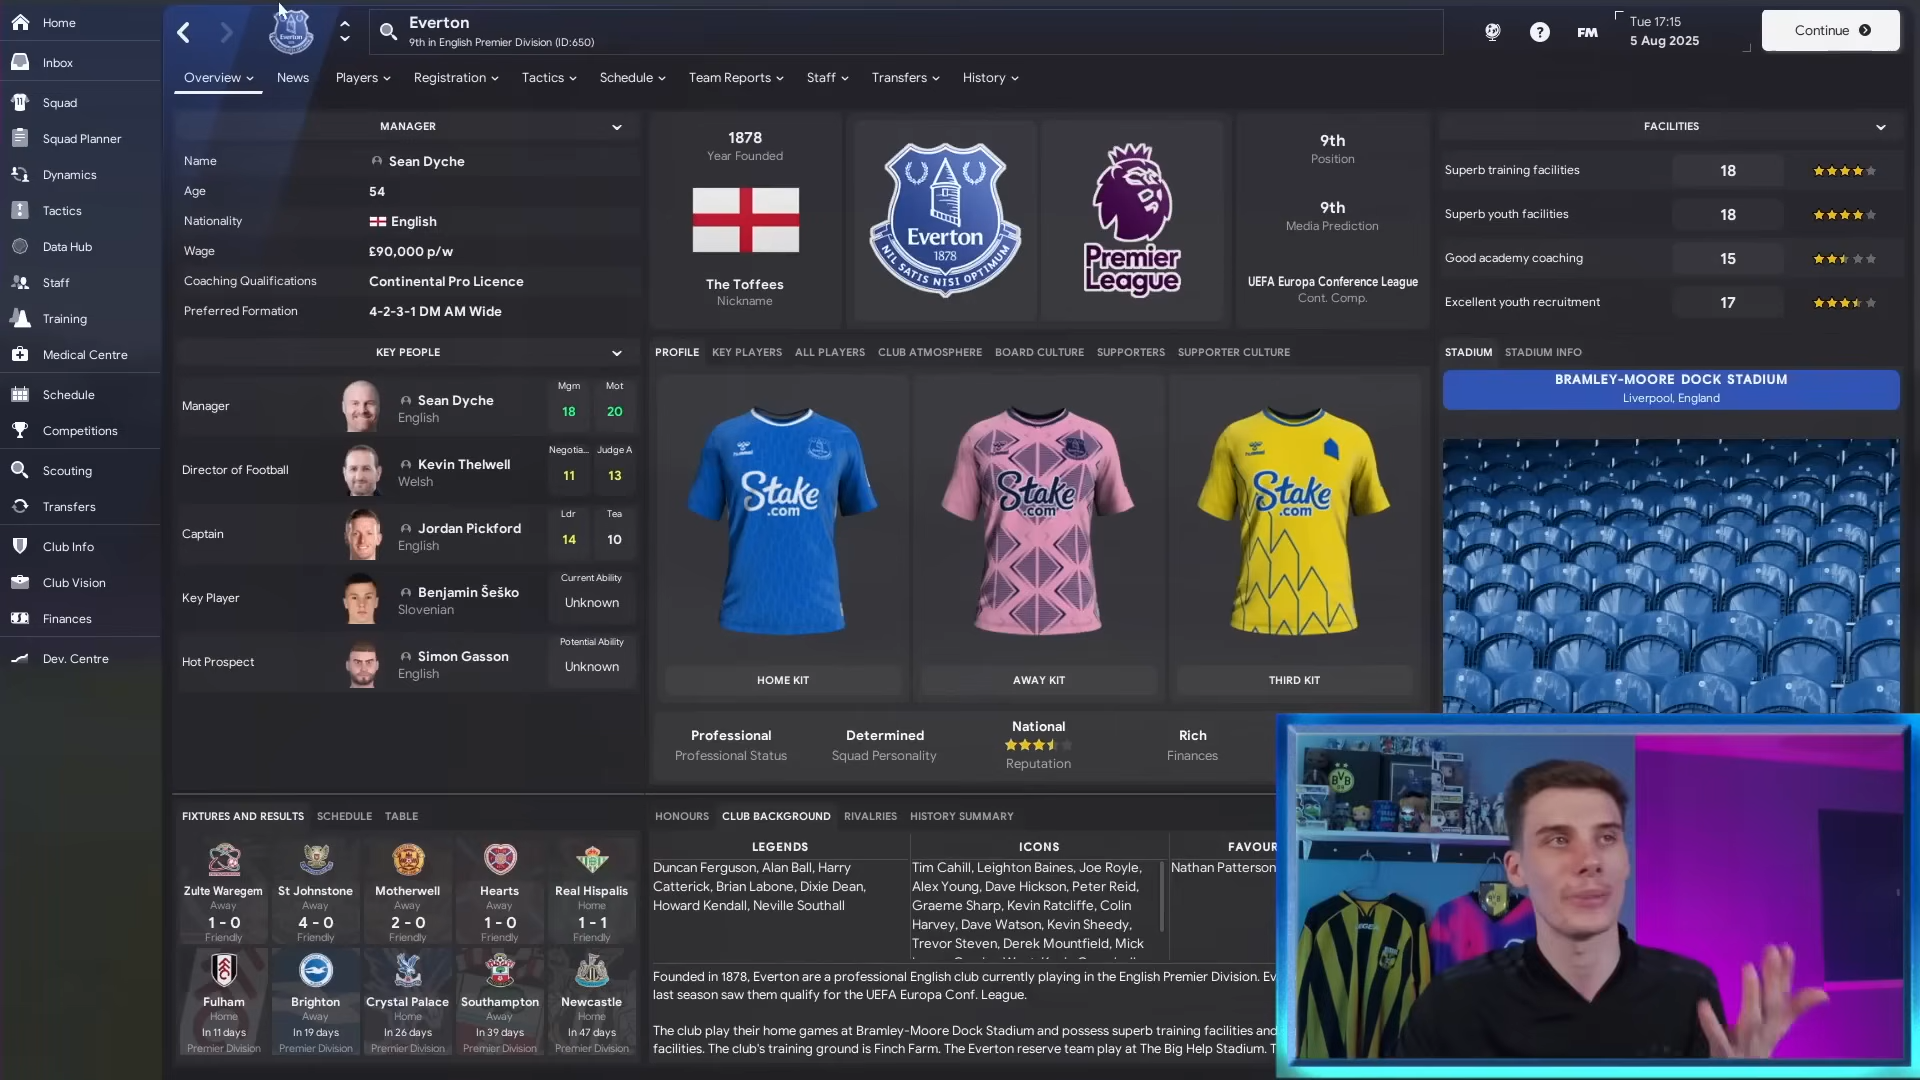 Home
Inbox
Squad
Squad Planner
Dynamics
Tactics
Data Hub
Staff
Training
Medical Centre
Schedule
Competitions
Scouting
Transfers
Club Info
Club Vision
Finances
Dev. Centre
Everton
Everton
9th in English Premier Division (ID:650)
?
FM
Tue 17:15
5 Aug 2025
Continue
Overview
News
Players
Registration
Tactics
Schedule
Team Reports
Staff
Transfers
History
MANAGER
Name Sean Dyche
Age 54
Nationality English
Wage £90,000 p/w
Coaching Qualifications Continental Pro Licence
Preferred Formation 4-2-3-1 DM AM Wide
KEY PEOPLE
Manager
Sean Dyche
English
Mgm Mot
18 20
Director of Football
Kevin Thelwell
Welsh
Negotia... Judge A
11 13
Captain
Jordan Pickford
English
Ldr Tea
14 10
Key Player
Benjamin Šeško
Slovenian
Current Ability
Unknown
Hot Prospect
Simon Gasson
English
Potential Ability
Unknown
1878
Year Founded
The Toffees
Nickname
Everton
1878
NIL SATIS NISI OPTIMUM
Premier
League
9th
Position
9th
Media Prediction
UEFA Europa Conference League
Cont. Comp.
FACILITIES
Superb training facilities 18
Superb youth facilities 18
Good academy coaching 15
Excellent youth recruitment 17
PROFILE KEY PLAYERS ALL PLAYERS CLUB ATMOSPHERE BOARD CULTURE SUPPORTERS SUPPORTER CULTURE
Stake
.com
Stake
.com
Stake
.com
HOME KIT
AWAY KIT
THIRD KIT
Professional
Professional Status
Determined
Squad Personality
National
Reputation
Rich
Finances
STADIUM STADIUM INFO
BRAMLEY-MOORE DOCK STADIUM
Liverpool, England
FIXTURES AND RESULTS SCHEDULE TABLE
Zulte Waregem
Away
1 - 0
Friendly
St Johnstone
Away
4 - 0
Friendly
Motherwell
Away
2 - 0
Friendly
Hearts
Away
1 - 0
Friendly
Real Hispalis
Home
1 - 1
Friendly
Fulham
Home
In 11 days
Premier Division
Brighton
Away
In 19 days
Premier Division
Crystal Palace
Home
In 26 days
Premier Division
Southampton
Away
In 39 days
Premier Division
Newcastle
Home
In 47 days
Premier Division
HONOURS CLUB BACKGROUND RIVALRIES HISTORY SUMMARY
LEGENDS
Duncan Ferguson, Alan Ball, Harry
Catterick, Brian Labone, Dixie Dean,
Howard Kendall, Neville Southall
ICONS
Tim Cahill, Leighton Baines, Joe Royle,
Alex Young, Dave Hickson, Peter Reid,
Graeme Sharp, Kevin Ratcliffe, Colin
Harvey, Dave Watson, Kevin Sheedy,
Trevor Steven, Derek Mountfield, Mick
FAVOUR
Nathan Patterson
Founded in 1878, Everton are a professional English club currently playing in the English Premier Division. Ev
last season saw them qualify for the UEFA Europa Conf. League.
The club play their home games at Bramley-Moore Dock Stadium and possess superb training facilities and
facilities. The club's training ground is Finch Farm. The Everton reserve team play at The Big Help Stadium. T
BVB
09